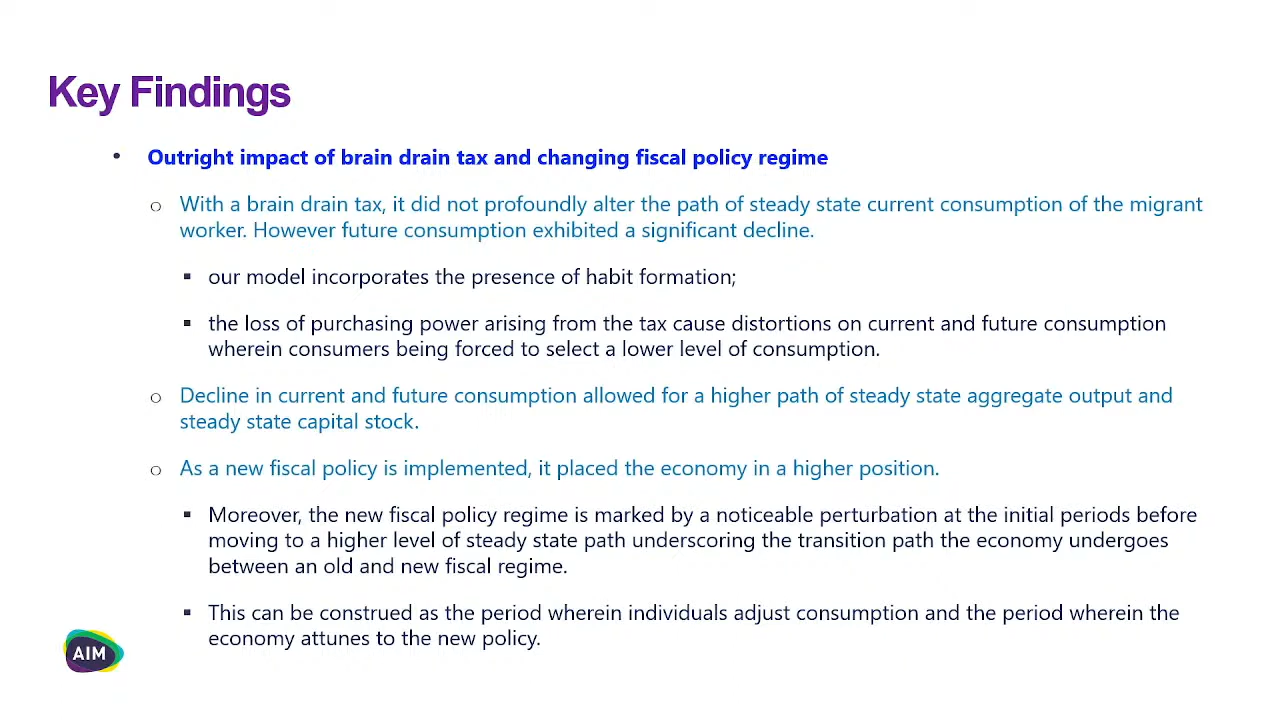 Key Findings
• Outright impact of brain drain tax and changing fiscal policy regime
o With a brain drain tax, it did not profoundly alter the path of steady state current consumption of the migrant
worker. However future consumption exhibited a significant decline.
▪ our model incorporates the presence of habit formation;
▪ the loss of purchasing power arising from the tax cause distortions on current and future consumption
wherein consumers being forced to select a lower level of consumption.
o Decline in current and future consumption allowed for a higher path of steady state aggregate output and
steady state capital stock.
o As a new fiscal policy is implemented, it placed the economy in a higher position.
▪ Moreover, the new fiscal policy regime is marked by a noticeable perturbation at the initial periods before
moving to a higher level of steady state path underscoring the transition path the economy undergoes
between an old and new fiscal regime.
▪ This can be construed as the period wherein individuals adjust consumption and the period wherein the
economy attunes to the new policy.
AIM